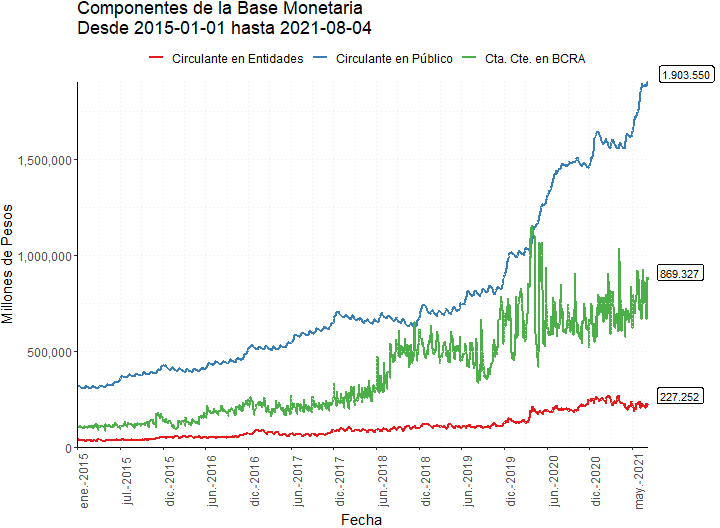 Componentes de la Base Monetaria
Desde 2015-01-01 hasta 2021-08-04
Circulante en Entidades Circulante en Público Cta. Cte. en BCRA
1.903.550
1,500,000
1,000,000
869.327
500,000
227.252
0
Millones de Pesos
ene.-2015 jul.-2015 dic.-2015 jun.-2016 dic.-2016 jun.-2017 dic.-2017 jun.-2018 dic.-2018 jun.-2019 dic.-2019 jun.-2020 dic.-2020 may.-2021
Fecha